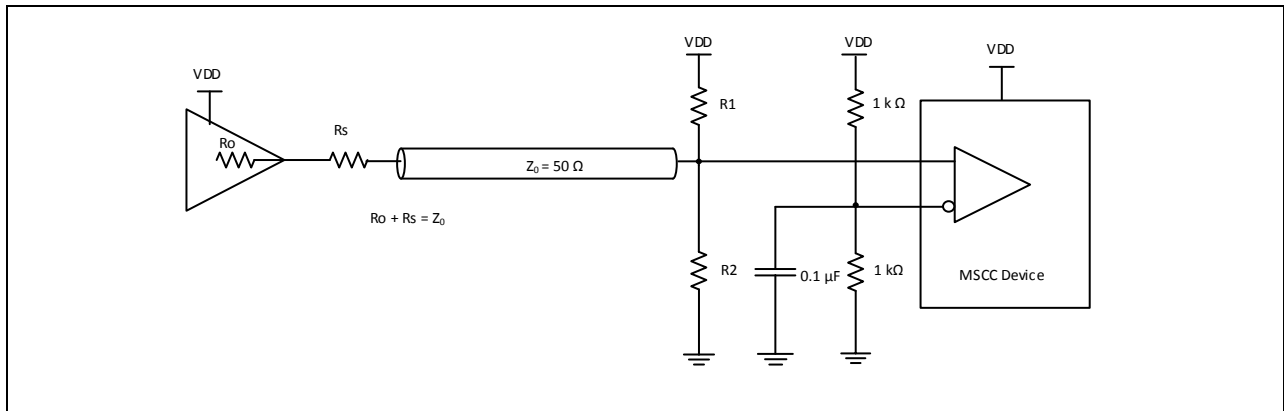 VDD
VDD
VDD
VDD
R1
1 k Ω
Ro
Rs
Z₀ = 50 Ω
Ro + Rs = Z₀
R2
0.1 µF
1 kΩ
MSCC Device